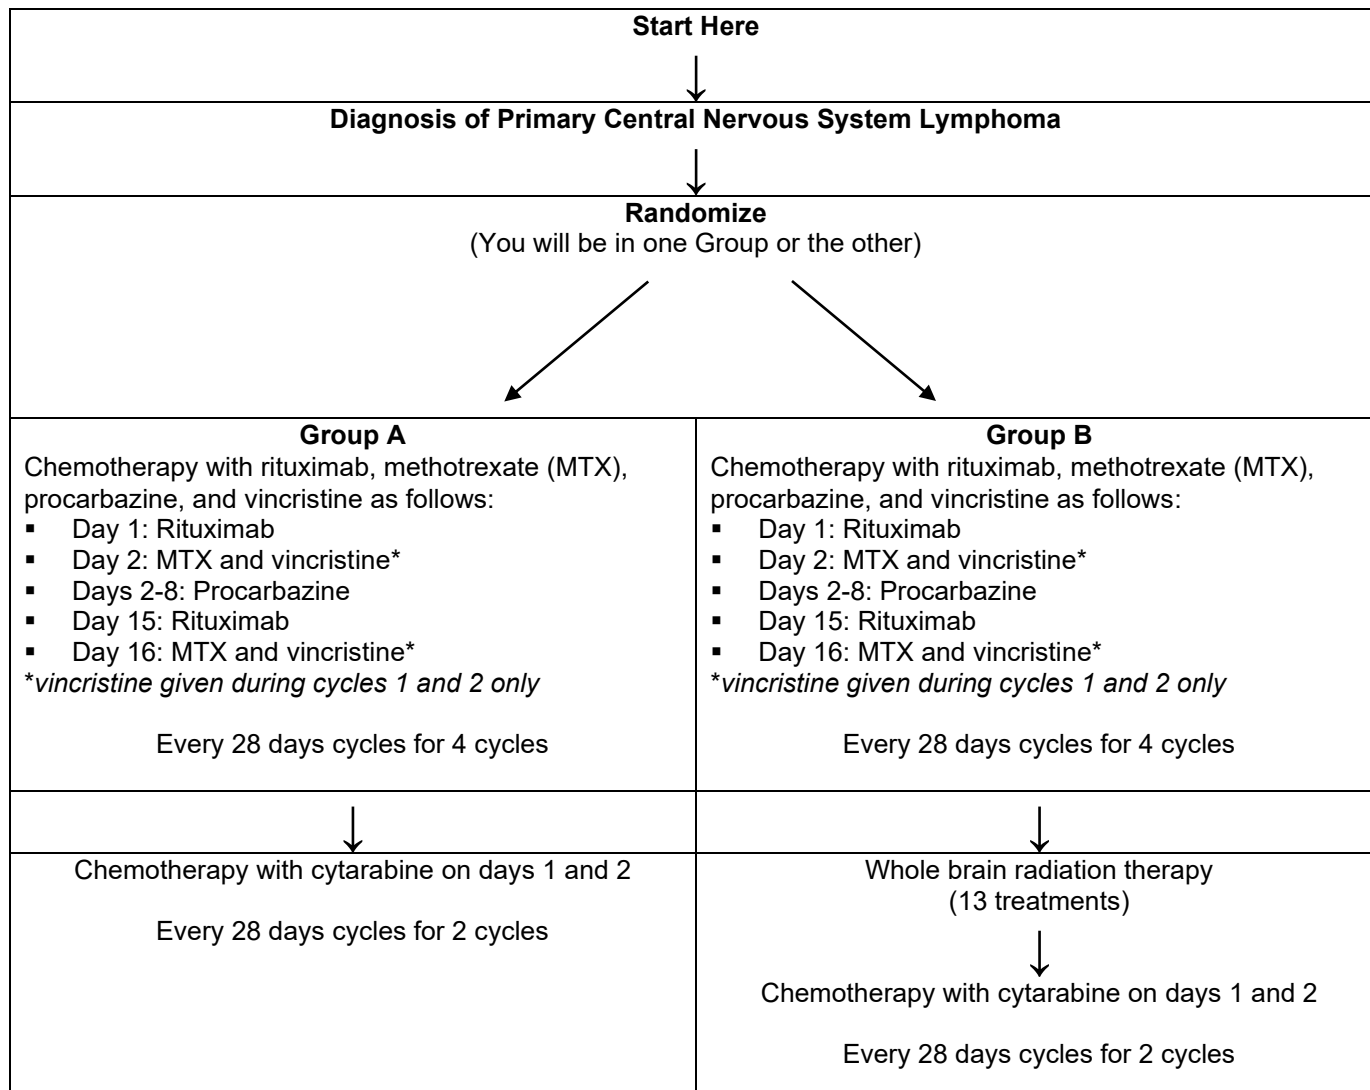 Start Here
Diagnosis of Primary Central Nervous System Lymphoma
Randomize
(You will be in one Group or the other)
Group A
Chemotherapy with rituximab, methotrexate (MTX),
procarbazine, and vincristine as follows:
▪ Day 1: Rituximab
▪ Day 2: MTX and vincristine*
▪ Days 2-8: Procarbazine
▪ Day 15: Rituximab
▪ Day 16: MTX and vincristine*
*vincristine given during cycles 1 and 2 only
Every 28 days cycles for 4 cycles
Group B
Chemotherapy with rituximab, methotrexate (MTX),
procarbazine, and vincristine as follows:
▪ Day 1: Rituximab
▪ Day 2: MTX and vincristine*
▪ Days 2-8: Procarbazine
▪ Day 15: Rituximab
▪ Day 16: MTX and vincristine*
*vincristine given during cycles 1 and 2 only
Every 28 days cycles for 4 cycles
Chemotherapy with cytarabine on days 1 and 2
Every 28 days cycles for 2 cycles
Whole brain radiation therapy
(13 treatments)
Chemotherapy with cytarabine on days 1 and 2
Every 28 days cycles for 2 cycles